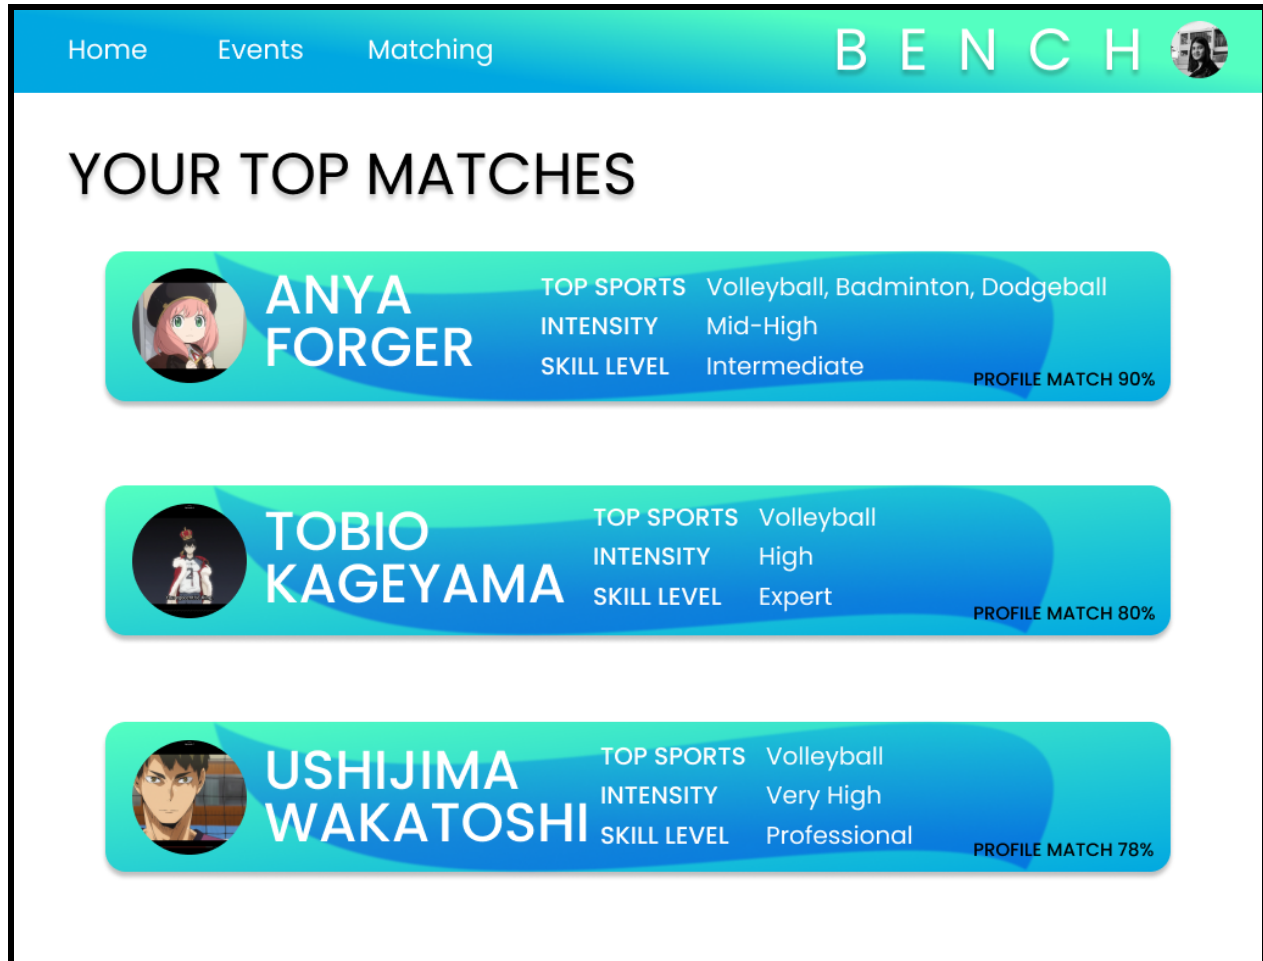 Home Events Matching BENCH
YOUR TOP MATCHES
ANYA
FORGER
TOP SPORTS Volleyball, Badminton, Dodgeball
INTENSITY Mid-High
SKILL LEVEL Intermediate
PROFILE MATCH 90%
TOBIO
KAGEYAMA
TOP SPORTS Volleyball
INTENSITY High
SKILL LEVEL Expert
PROFILE MATCH 80%
USHIJIMA
WAKATOSHI
TOP SPORTS Volleyball
INTENSITY Very High
SKILL LEVEL Professional
PROFILE MATCH 78%